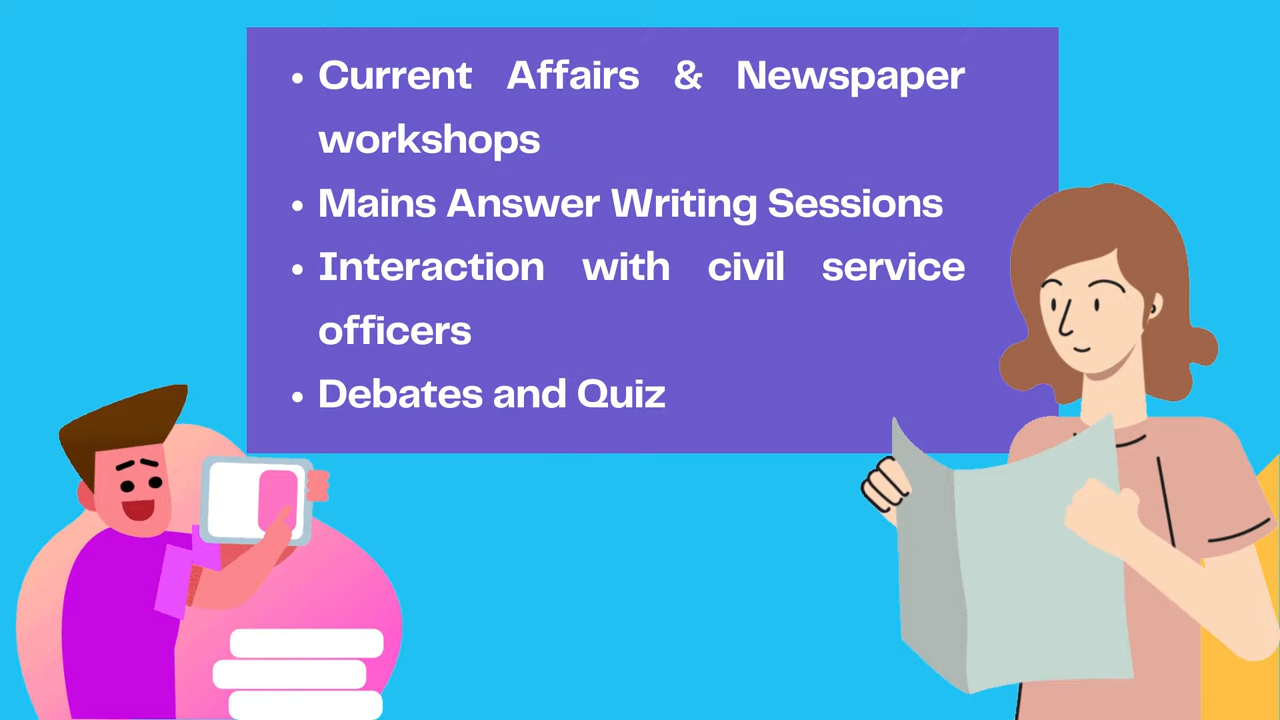 • Current Affairs & Newspaper
workshops
• Mains Answer Writing Sessions
• Interaction with civil service
officers
• Debates and Quiz